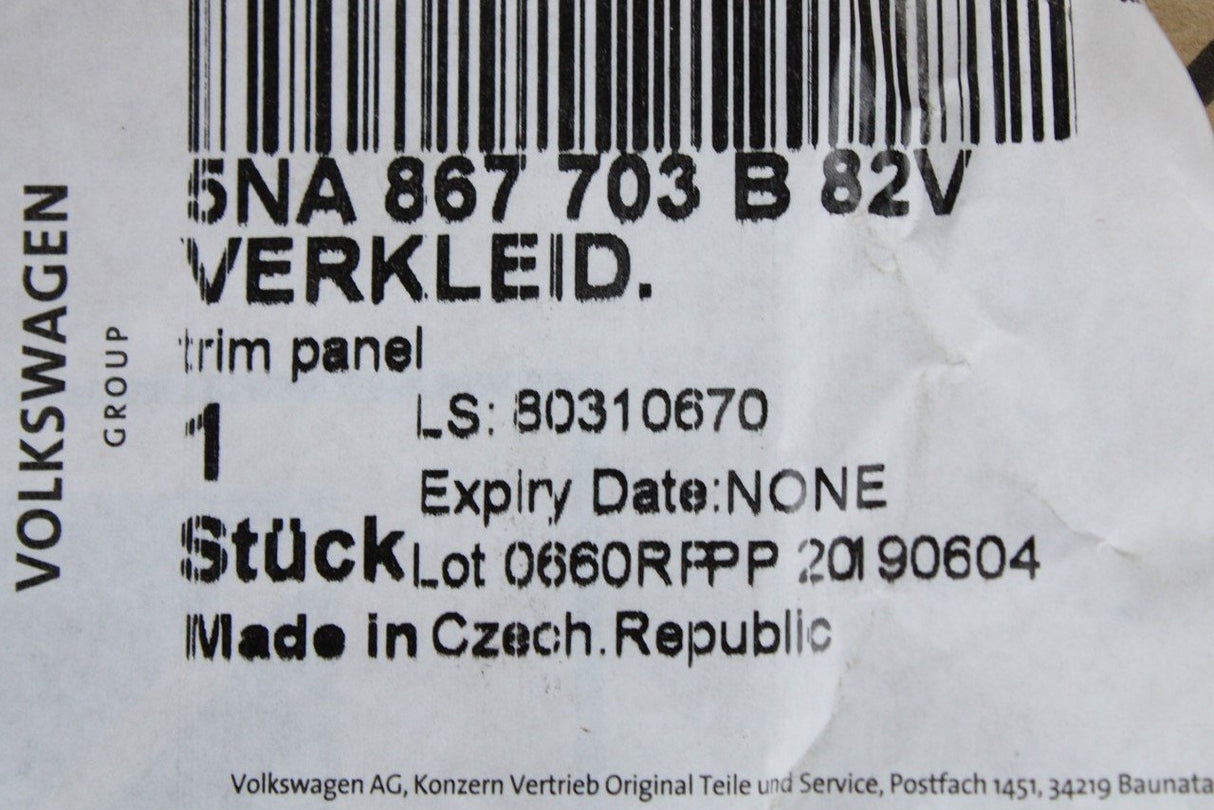 VOLKSWAGEN
GROUP
5NA 867 703 B 82V
VERKLEID.
trim panel
1
LS: 80310670
Expiry Date:NONE
Stück
Lot 0660RPPP 20190604
Made in Czech.Republic
Volkswagen AG, Konzern Vertrieb Original Teile und Service, Postfach 1451, 34219